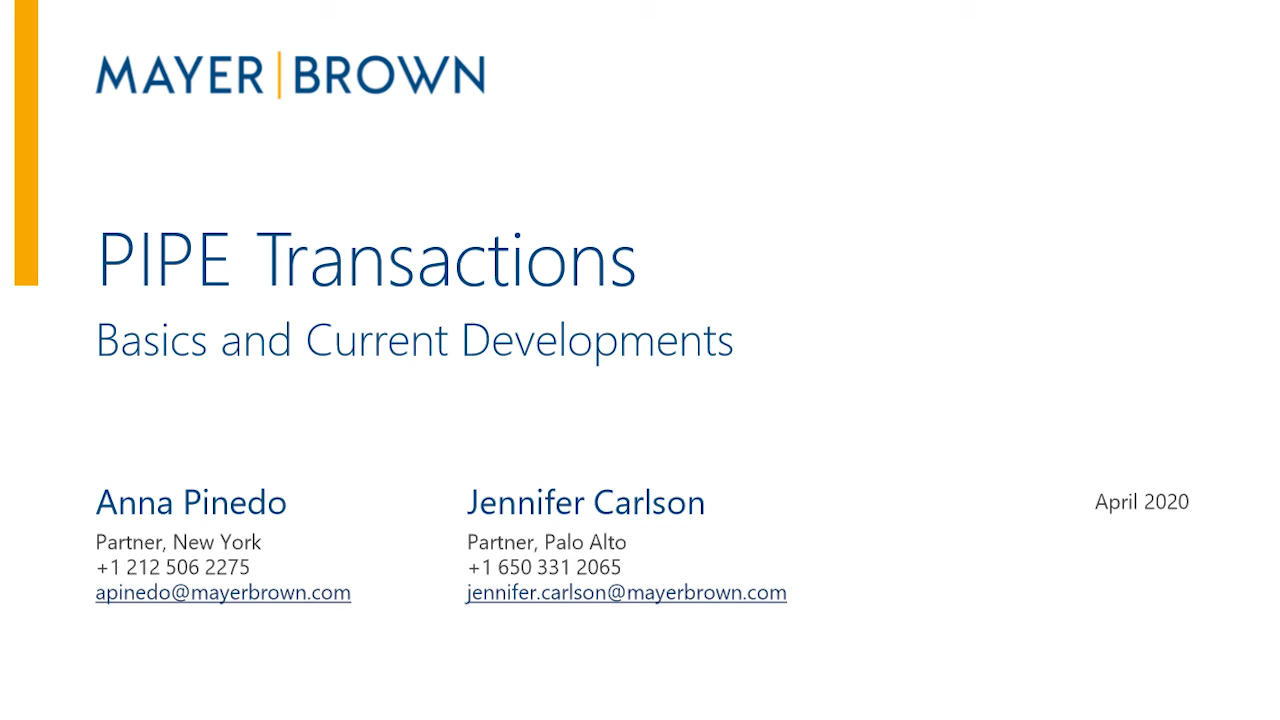 MAYER | BROWN
PIPE Transactions
Basics and Current Developments
Anna Pinedo
Partner, New York
+1 212 506 2275
apinedo@mayerbrown.com
Jennifer Carlson
Partner, Palo Alto
+1 650 331 2065
jennifer.carlson@mayerbrown.com
April 2020